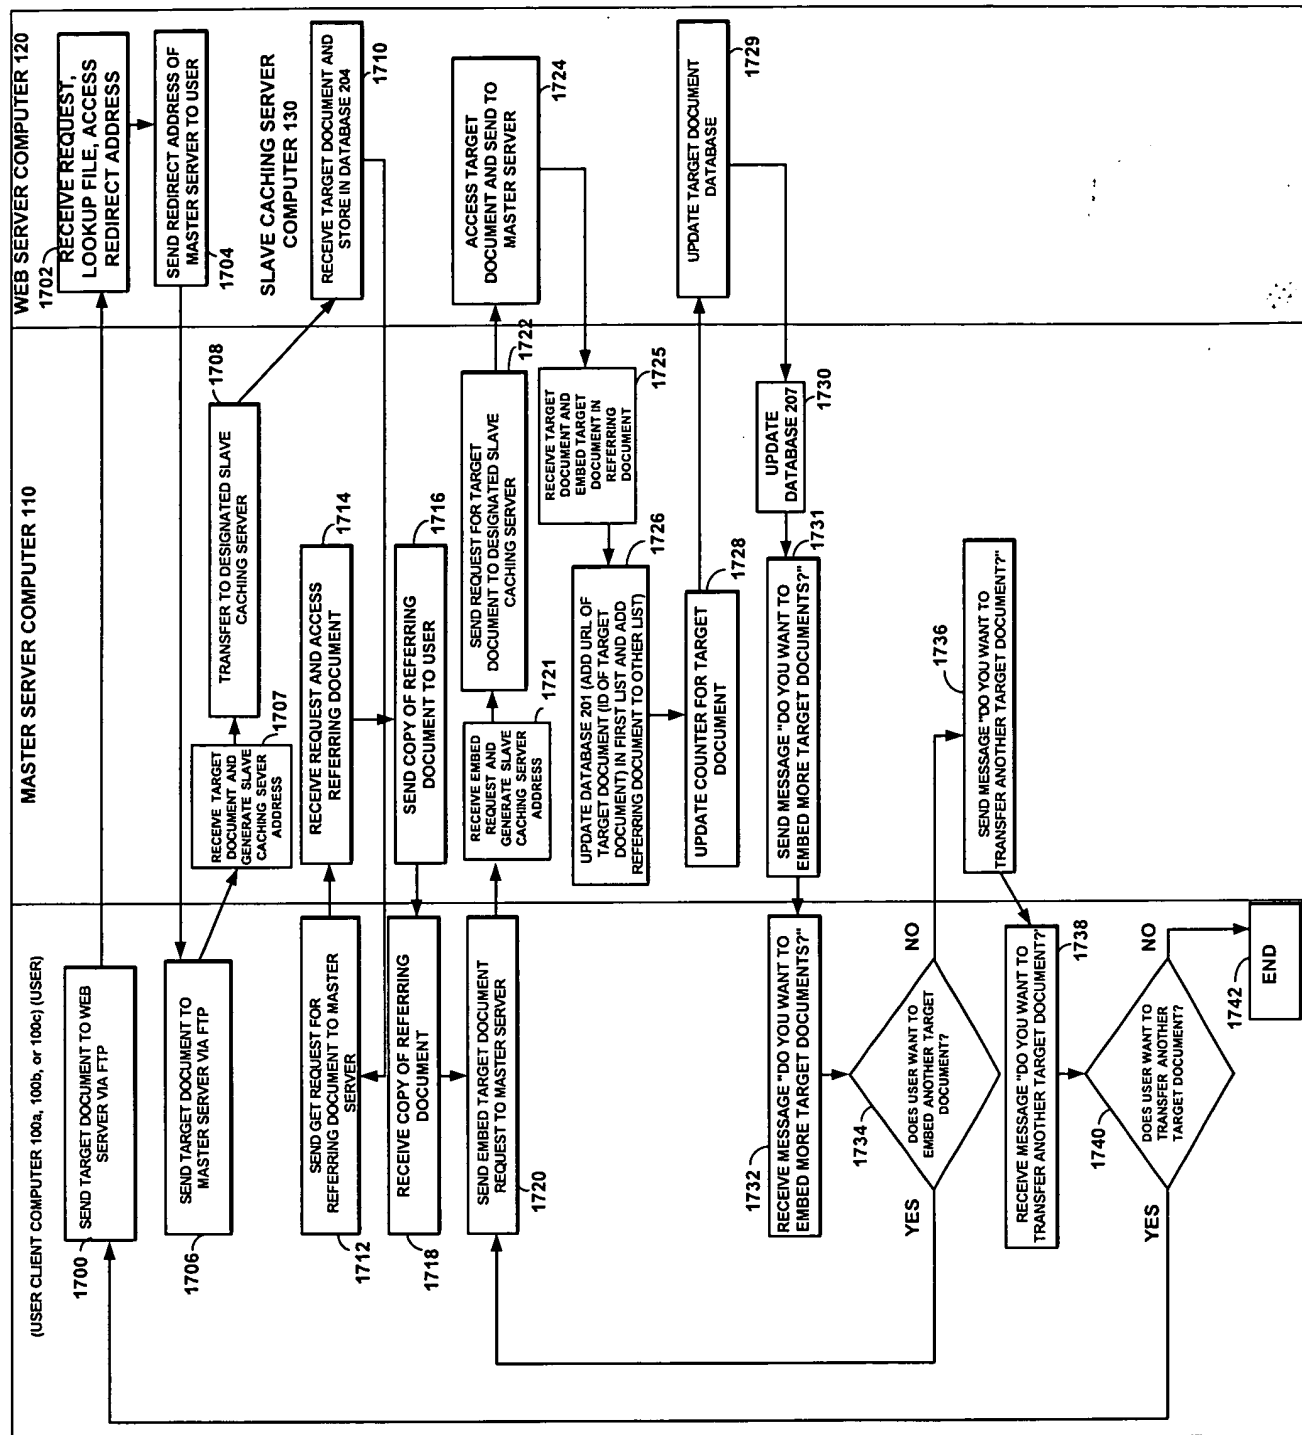 (USER CLIENT COMPUTER 100a, 100b, or 100c) (USER)
MASTER SERVER COMPUTER 110
WEB SERVER COMPUTER 120
SEND TARGET DOCUMENT TO WEB
SERVER VIA FTP
1700
1702
RECEIVE REQUEST,
LOOKUP FILE, ACCESS
REDIRECT ADDRESS
SEND REDIRECT ADDRESS OF
MASTER SERVER TO USER
1704
SEND TARGET DOCUMENT TO
MASTER SERVER VIA FTP
1706
RECEIVE TARGET
DOCUMENT AND
GENERATE SLAVE
CACHING SEVER
ADDRESS
1707
TRANSFER TO DESIGNATED SLAVE
CACHING SERVER
1708
SLAVE CACHING SERVER
COMPUTER 130
RECEIVE TARGET DOCUMENT AND
STORE IN DATABASE 204
1710
SEND GET REQUEST FOR
REFERRING DOCUMENT TO MASTER
SERVER
1712
RECEIVE REQUEST AND ACCESS
REFERRING DOCUMENT
1714
SEND COPY OF REFERRING
DOCUMENT TO USER
1716
RECEIVE COPY OF REFERRING
DOCUMENT
1718
SEND EMBED TARGET DOCUMENT
REQUEST TO MASTER SERVER
1720
RECEIVE EMBED
REQUEST AND
GENERATE SLAVE
CACHING SERVER
ADDRESS
1721
SEND REQUEST FOR TARGET
DOCUMENT TO DESIGNATED SLAVE
CACHING SERVER
1722
ACCESS TARGET
DOCUMENT AND SEND TO
MASTER SERVER
1724
RECEIVE TARGET
DOCUMENT AND
EMBED TARGET
DOCUMENT IN
REFERRING
DOCUMENT
1725
UPDATE DATABASE 201 (ADD URL OF
TARGET DOCUMENT (ID OF TARGET
DOCUMENT) IN FIRST LIST AND ADD
REFERRING DOCUMENT TO OTHER LIST)
1726
UPDATE COUNTER FOR TARGET
DOCUMENT
1728
UPDATE TARGET DOCUMENT
DATABASE
1729
UPDATE
DATABASE 207
1730
SEND MESSAGE "DO YOU WANT TO
EMBED MORE TARGET DOCUMENTS?"
1731
RECEIVE MESSAGE "DO YOU WANT TO
EMBED MORE TARGET DOCUMENTS?"
1732
DOES USER WANT TO
EMBED ANOTHER TARGET
DOCUMENT?
1734
YES
NO
SEND MESSAGE "DO YOU WANT TO
TRANSFER ANOTHER TARGET DOCUMENT?"
1736
RECEIVE MESSAGE "DO YOU WANT TO
TRANSFER ANOTHER TARGET DOCUMENT?"
1738
DOES USER WANT TO
TRANSFER ANOTHER
TARGET DOCUMENT?
1740
YES
NO
END
1742